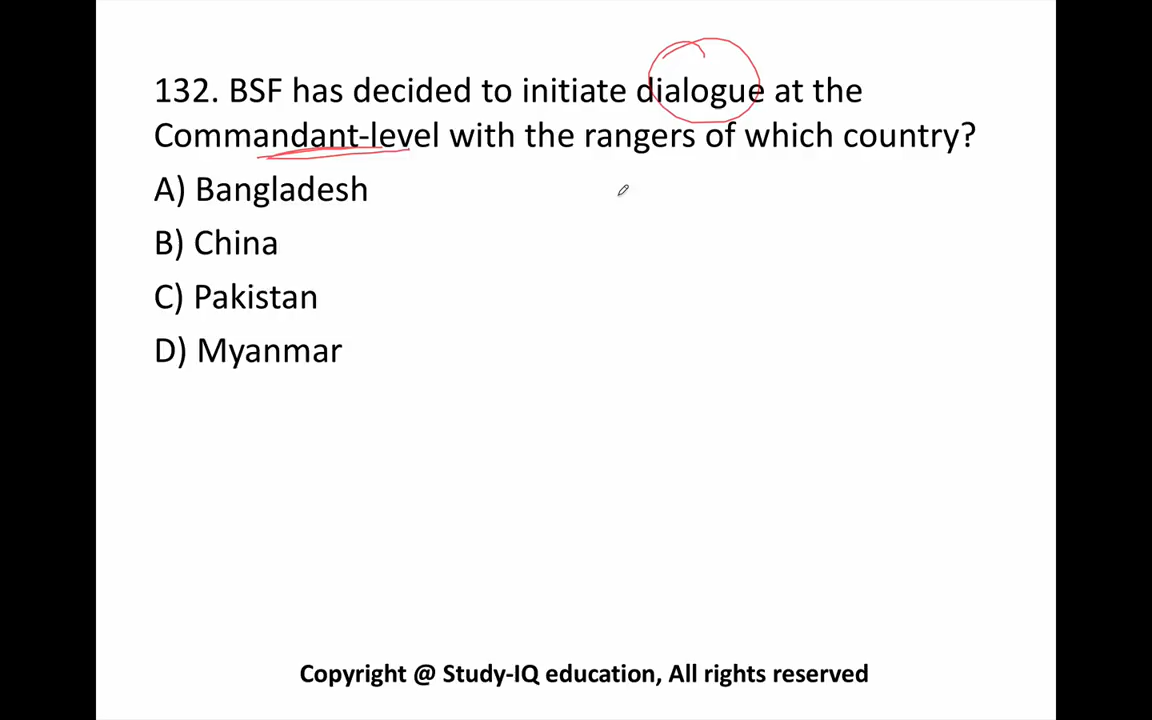 132. BSF has decided to initiate dialogue at the
Commandant-level with the rangers of which country?
A) Bangladesh
B) China
C) Pakistan
D) Myanmar
Copyright @ Study-IQ education, All rights reserved